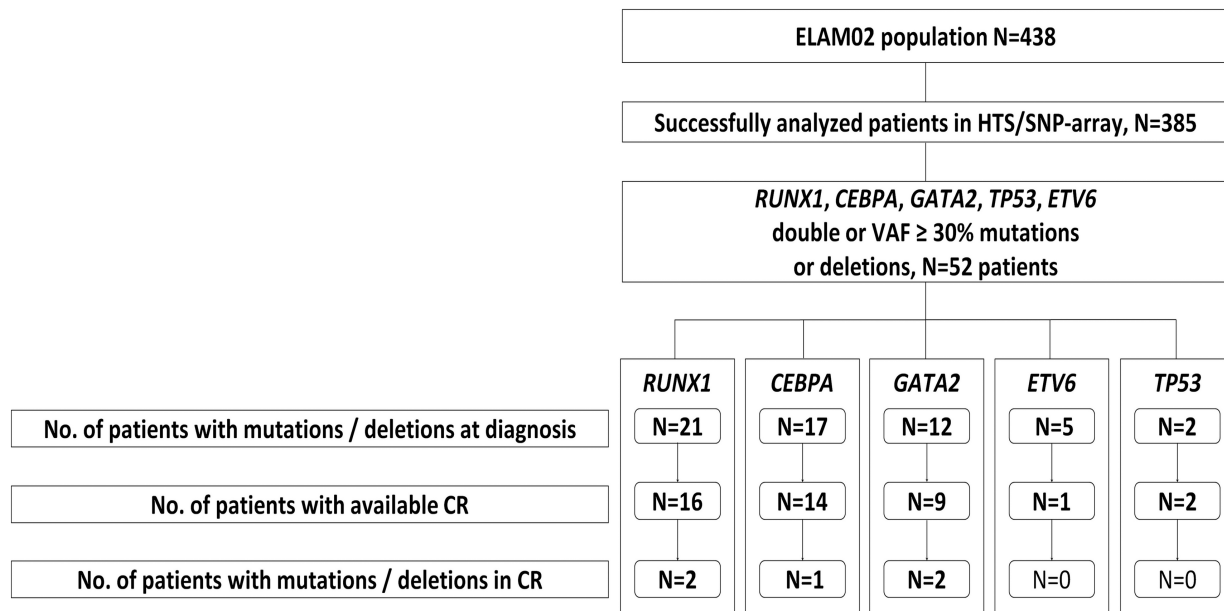 ELAM02 population N=438
Successfully analyzed patients in HTS/SNP-array, N=385
RUNX1, CEBPA, GATA2, TP53, ETV6
double or VAF ≥ 30% mutations
or deletions, N=52 patients
RUNX1 CEBPA GATA2 ETV6 TP53
No. of patients with mutations / deletions at diagnosis N=21 N=17 N=12 N=5 N=2
No. of patients with available CR N=16 N=14 N=9 N=1 N=2
No. of patients with mutations / deletions in CR N=2 N=1 N=2 N=0 N=0